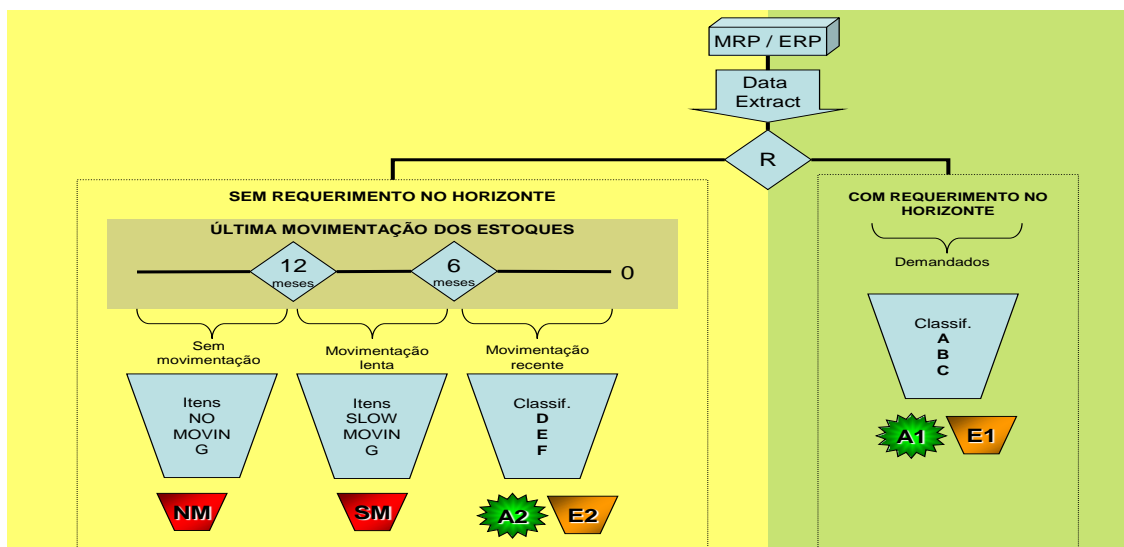 MRP / ERP
Data
Extract
R
SEM REQUERIMENTO NO HORIZONTE
ÚLTIMA MOVIMENTAÇÃO DOS ESTOQUES
12
meses
6
meses
0
Sem
movimentação
Movimentação
lenta
Movimentação
recente
Itens
NO
MOVIN
G
Itens
SLOW
MOVIN
G
Classif.
D
E
F
NM
SM
A2
E2
COM REQUERIMENTO NO
HORIZONTE
Demandados
Classif.
A
B
C
A1
E1